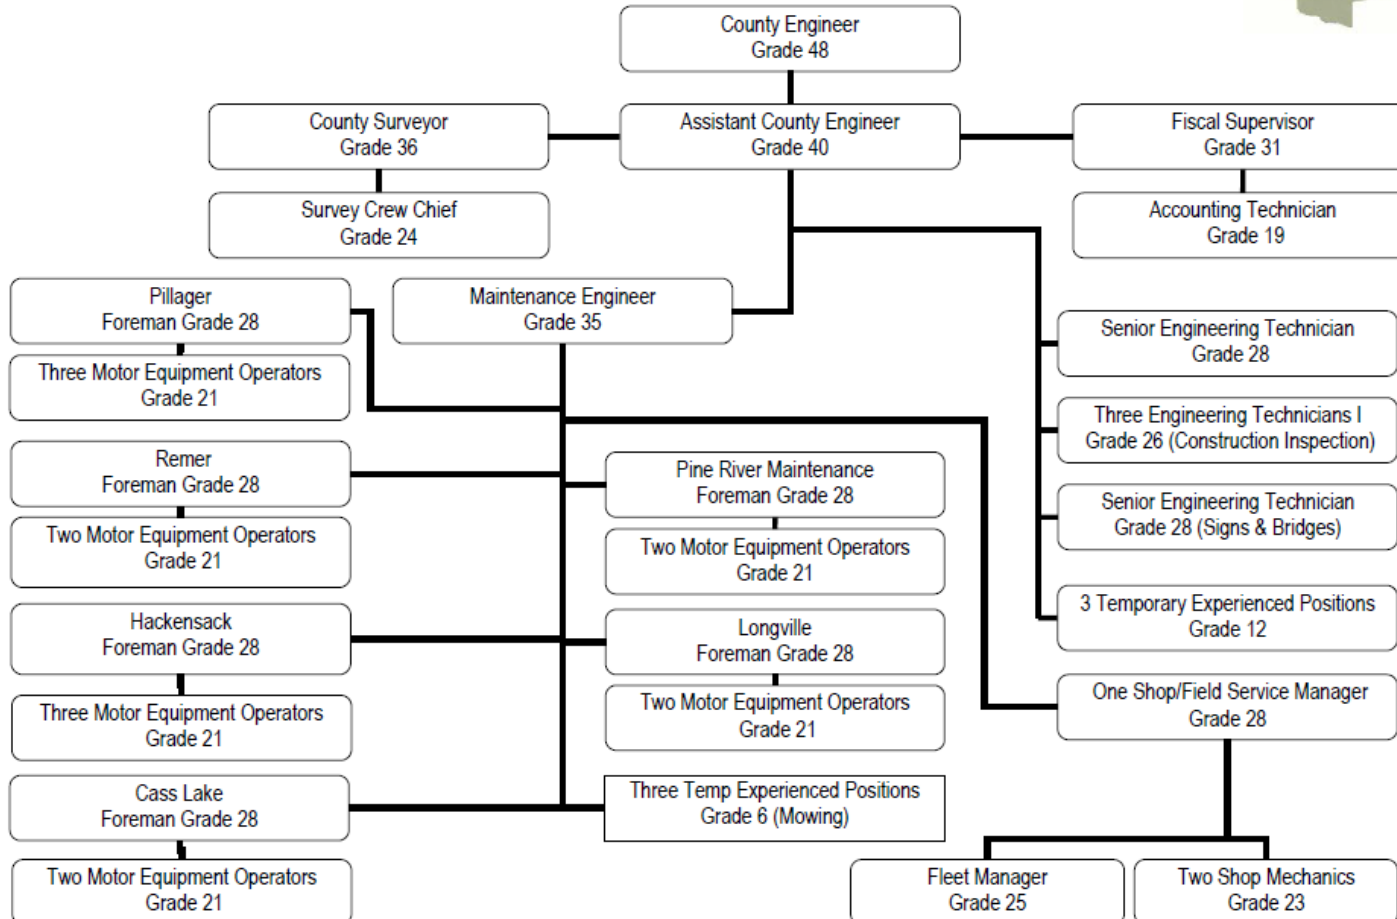 County Engineer
Grade 48
County Surveyor
Grade 36
Assistant County Engineer
Grade 40
Fiscal Supervisor
Grade 31
Survey Crew Chief
Grade 24
Accounting Technician
Grade 19
Pillager
Foreman Grade 28
Maintenance Engineer
Grade 35
Senior Engineering Technician
Grade 28
Three Motor Equipment Operators
Grade 21
Three Engineering Technicians I
Grade 26 (Construction Inspection)
Remer
Foreman Grade 28
Pine River Maintenance
Foreman Grade 28
Senior Engineering Technician
Grade 28 (Signs & Bridges)
Two Motor Equipment Operators
Grade 21
Two Motor Equipment Operators
Grade 21
3 Temporary Experienced Positions
Grade 12
Hackensack
Foreman Grade 28
Longville
Foreman Grade 28
One Shop/Field Service Manager
Grade 28
Three Motor Equipment Operators
Grade 21
Two Motor Equipment Operators
Grade 21
Cass Lake
Foreman Grade 28
Three Temp Experienced Positions
Grade 6 (Mowing)
Two Motor Equipment Operators
Grade 21
Fleet Manager
Grade 25
Two Shop Mechanics
Grade 23